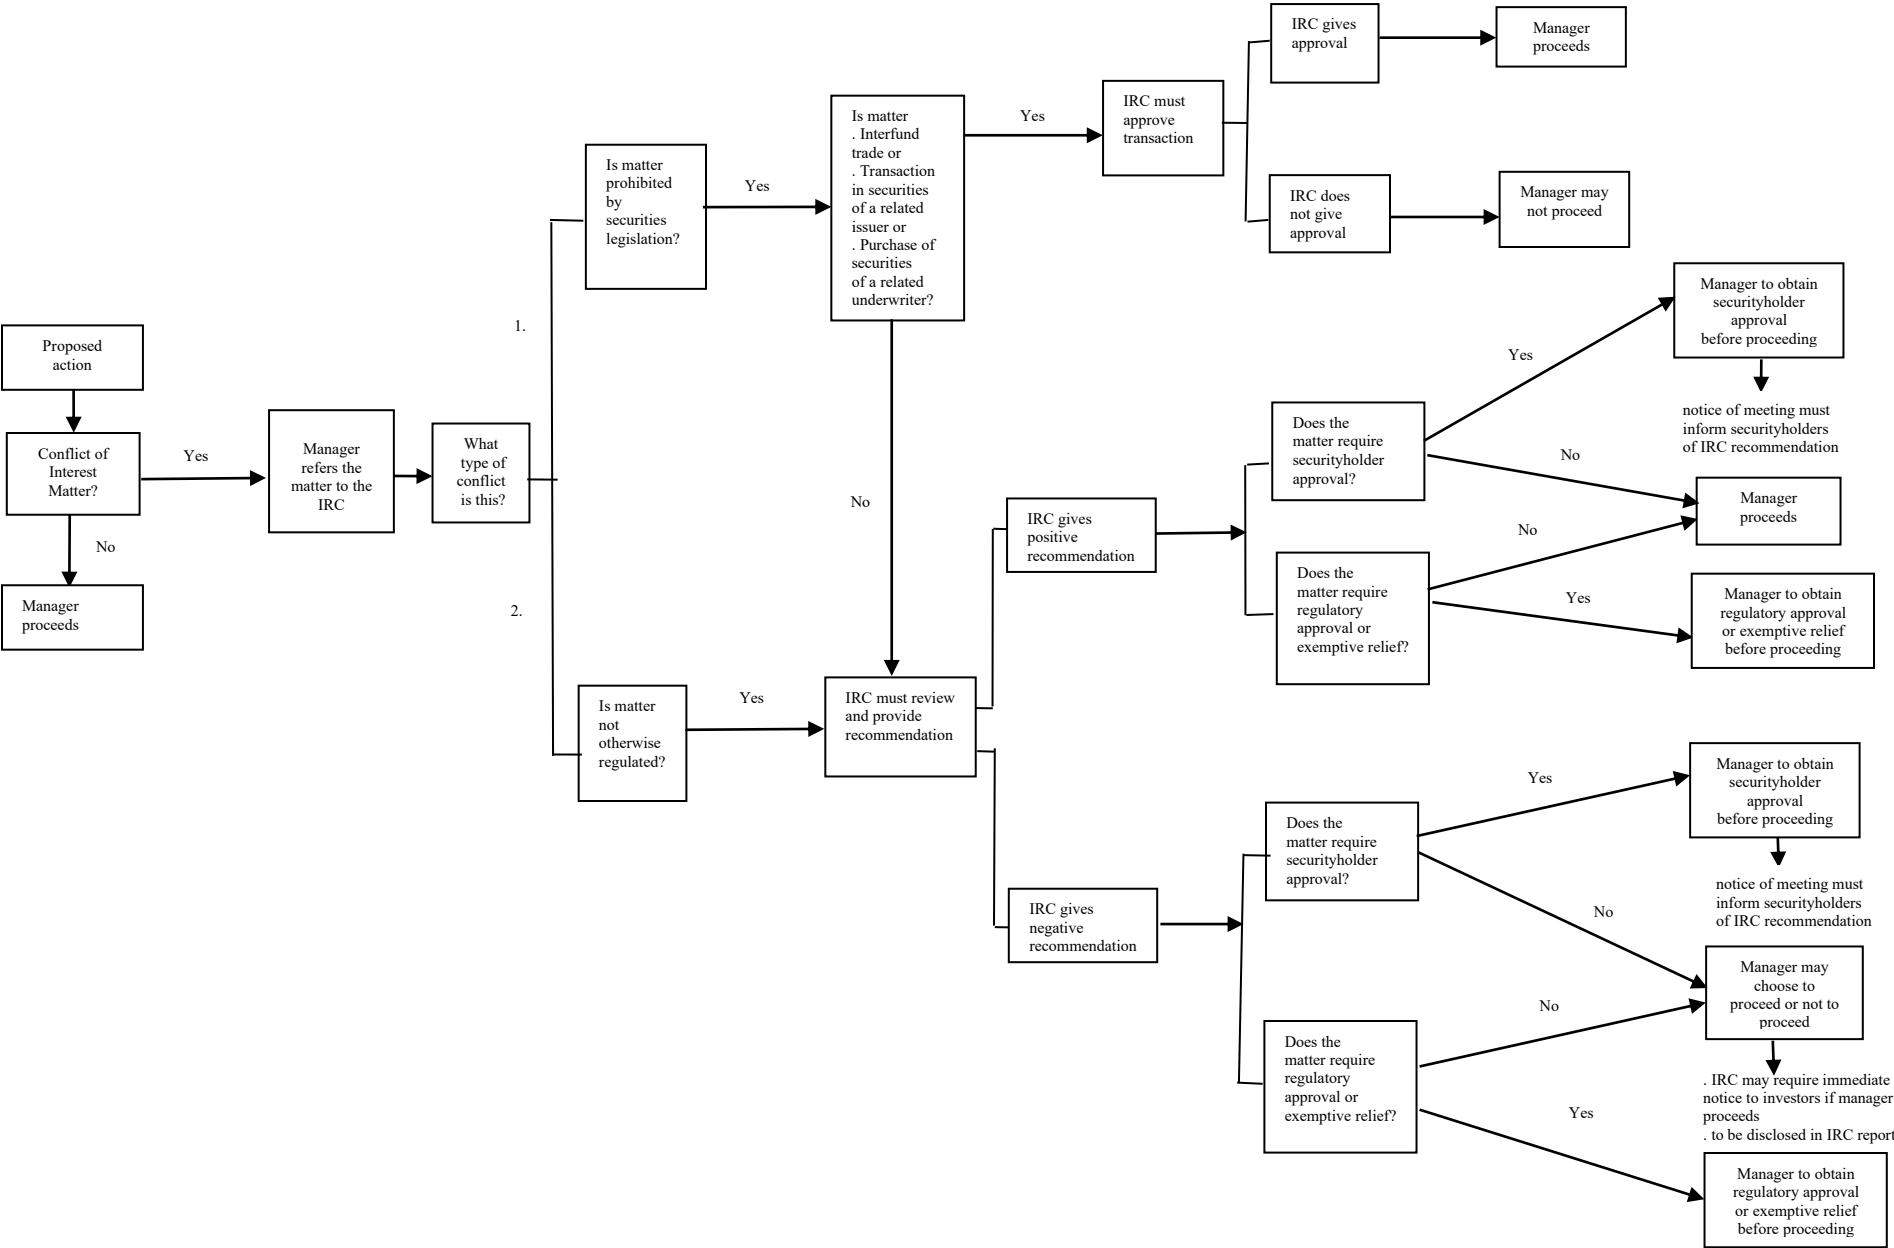 Proposed
action
Conflict of
Interest
Matter?
Yes
No
Manager
proceeds
Manager
refers the
matter to the
IRC
What
type of
conflict
is this?
1.
2.
Is matter
prohibited
by
securities
legislation?
Yes
Is matter
. Interfund
trade or
. Transaction
in securities
of a related
issuer or
. Purchase of
securities
of a related
underwriter?
Yes
No
IRC must
approve
transaction
IRC gives
approval
Manager
proceeds
IRC does
not give
approval
Manager may
not proceed
Is matter
not
otherwise
regulated?
Yes
IRC must review
and provide
recommendation
IRC gives
positive
recommendation
Does the
matter require
securityholder
approval?
Yes
Manager to obtain
securityholder
approval
before proceeding
notice of meeting must
inform securityholders
of IRC recommendation
No
Manager
proceeds
Does the
matter require
regulatory
approval or
exemptive relief?
No
Yes
Manager to obtain
regulatory approval
or exemptive relief
before proceeding
IRC gives
negative
recommendation
Does the
matter require
securityholder
approval?
Yes
Manager to obtain
securityholder
approval
before proceeding
notice of meeting must
inform securityholders
of IRC recommendation
No
Manager may
choose to
proceed or not to
proceed
. IRC may require immediate
notice to investors if manager
proceeds
. to be disclosed in IRC report
Does the
matter require
regulatory
approval or
exemptive relief?
No
Yes
Manager to obtain
regulatory approval
or exemptive relief
before proceeding